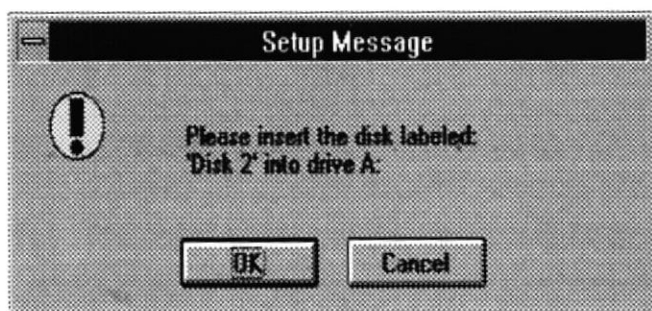 Setup Message
Please insert the disk labeled:
'Disk 2' into drive A:
OK
Cancel